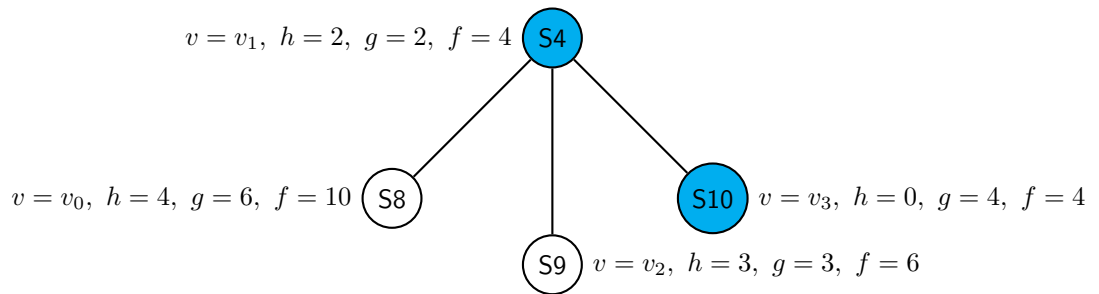 v = v₁, h = 2, g = 2, f = 4 S4
v = v₀, h = 4, g = 6, f = 10 S8
S10 v = v₃, h = 0, g = 4, f = 4
S9 v = v₂, h = 3, g = 3, f = 6